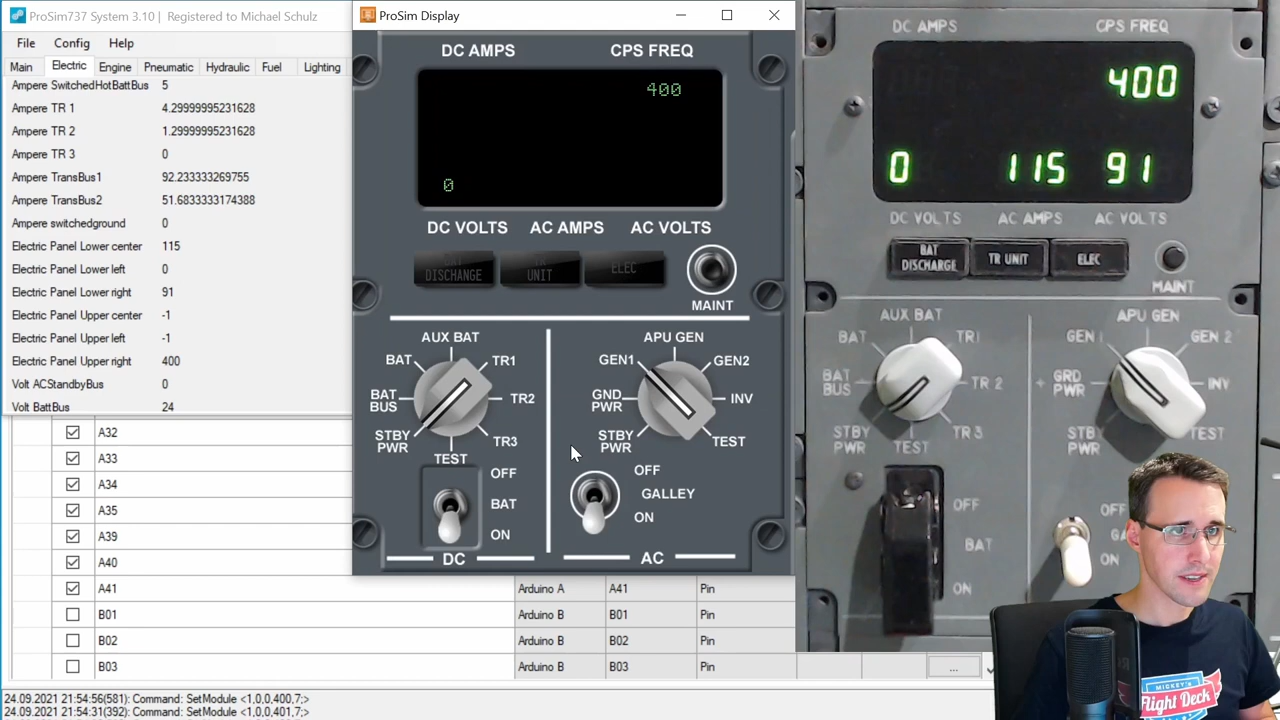 ProSim737 System 3.10 | Registered to Michael Schulz
File Config Help
Main Electric Engine Pneumatic Hydraulic Fuel Lighting
Ampere SwitchedHotBattBus 5
Ampere TR 1 4.29999995231628
Ampere TR 2 1.29999995231628
Ampere TR 3 0
Ampere TransBus1 92.233333269755
Ampere TransBus2 51.6833333174388
Ampere switchedground 0
Electric Panel Lower center 115
Electric Panel Lower left 0
Electric Panel Lower right 91
Electric Panel Upper center -1
Electric Panel Upper left -1
Electric Panel Upper right 400
Volt ACStandbyBus 0
Volt BattBus 24
A32
A33
A34
A35
A39
A40
A41 Arduino A A41 Pin
B01 Arduino B B01 Pin
B02 Arduino B B02 Pin
B03 Arduino B B03 Pin
...
24.09.2021 21:54:56(581): Command: SetModule <1,0,0,400,7;>
24.09.2021 21:54:31(392): Command: SetModule <1,0,0,401,7;>
ProSim Display
DC AMPS CPS FREQ
400
0
DC VOLTS AC AMPS AC VOLTS
BAT DISCHARGE
TR UNIT
ELEC
MAINT
AUX BAT
BAT TR1
BAT BUS TR2
STBY PWR TR3
TEST
OFF
BAT
ON
DC
APU GEN
GEN1 GEN2
GND PWR INV
STBY PWR TEST
OFF
GALLEY
ON
AC
DC AMPS CPS FREQ
400
0 115 91
DC VOLTS AC AMPS AC VOLTS
BAT DISCHARGE
TR UNIT
ELEC
MAINT
AUX BAT
BAT TR1
BAT BUS TR 2
STBY PWR TR 3
TEST
OFF
BAT
ON
APU GEN
GEN 1 GEN 2
GRD PWR INV
STBY PWR TEST
ON
MICKEY'S
Flight Deck